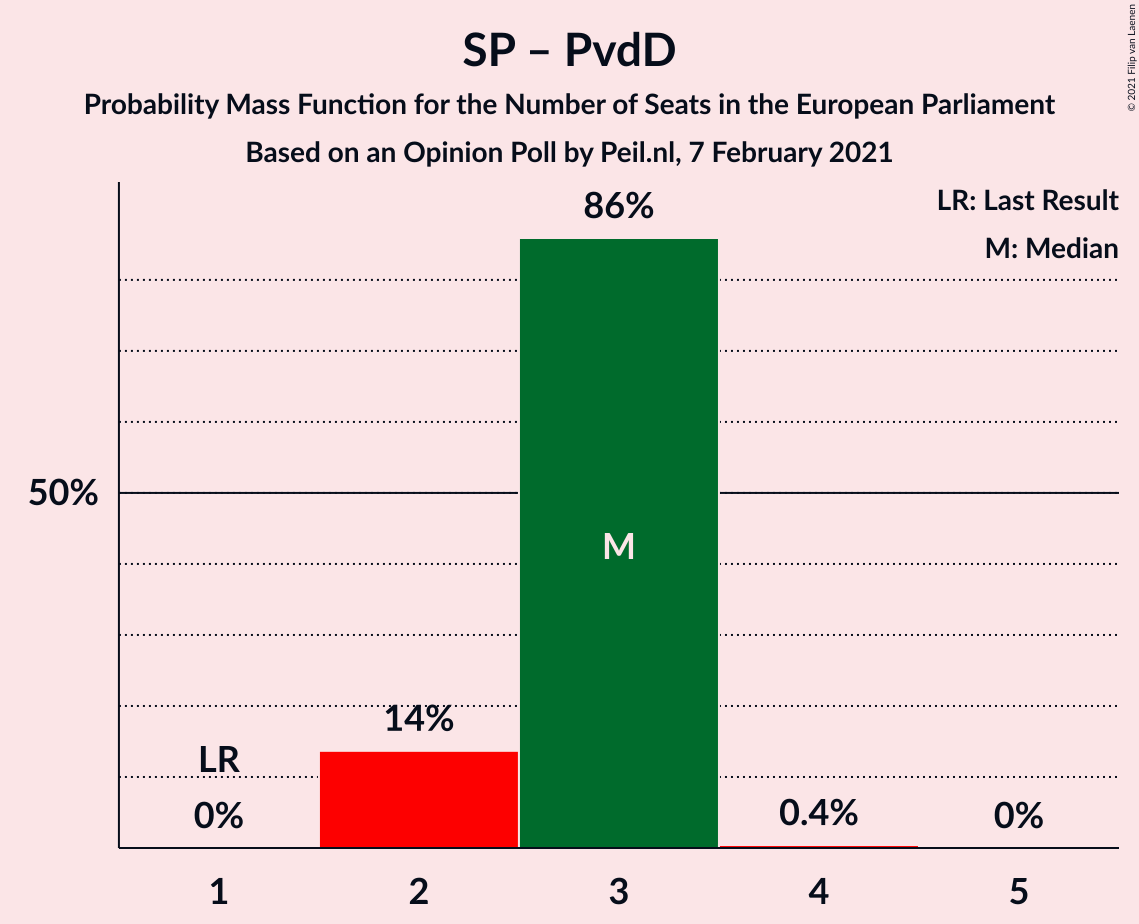 SP – PvdD
Probability Mass Function for the Number of Seats in the European Parliament
Based on an Opinion Poll by Peil.nl, 7 February 2021
© 2021 Filip van Laenen
LR: Last Result
M: Median
86%
50%
M
14%
LR
0%
0.4%
0%
1 2 3 4 5